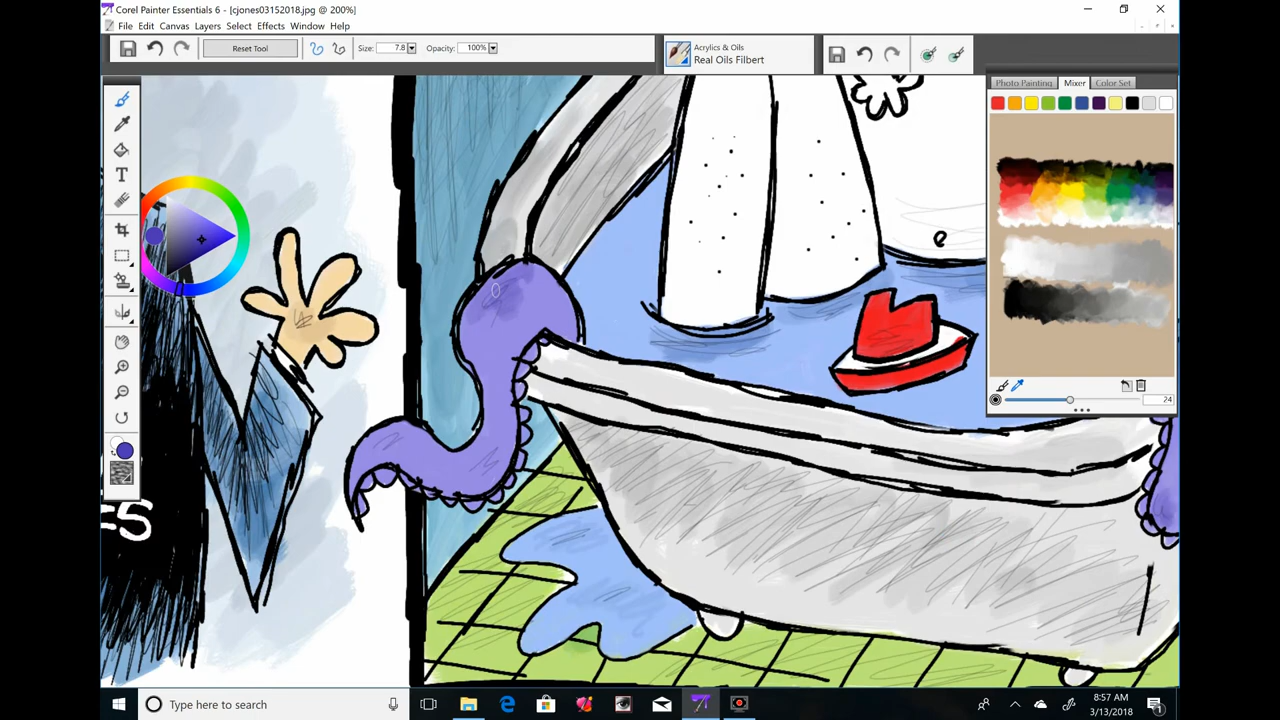 Corel Painter Essentials 6 - [cjones03152018.jpg @ 200%]
File Edit Canvas Layers Select Effects Window Help
Reset Tool
Size: 7.8
Opacity: 100%
Acrylics & Oils
Real Oils Filbert
Photo Painting Mixer Color Set
24
=5
Type here to search
8:57 AM
3/13/2018
1